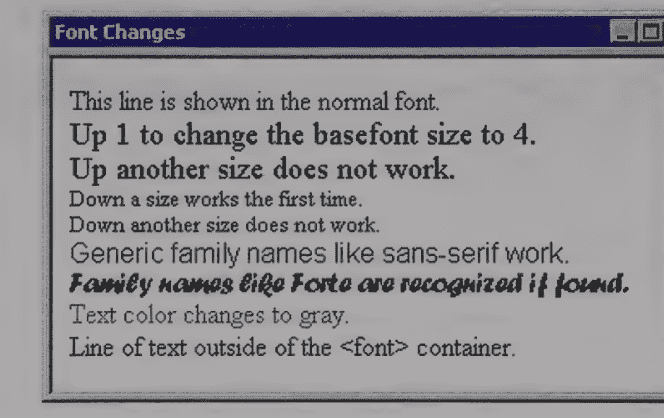 Font Changes
This line is shown in the normal font.
Up 1 to change the basefont size to 4.
Up another size does not work.
Down a size works the first time.
Down another size does not work.
Generic family names like sans-serif work.
Family names like Forte are recognized if found.
Text color changes to gray.
Line of text outside of the <font> container.